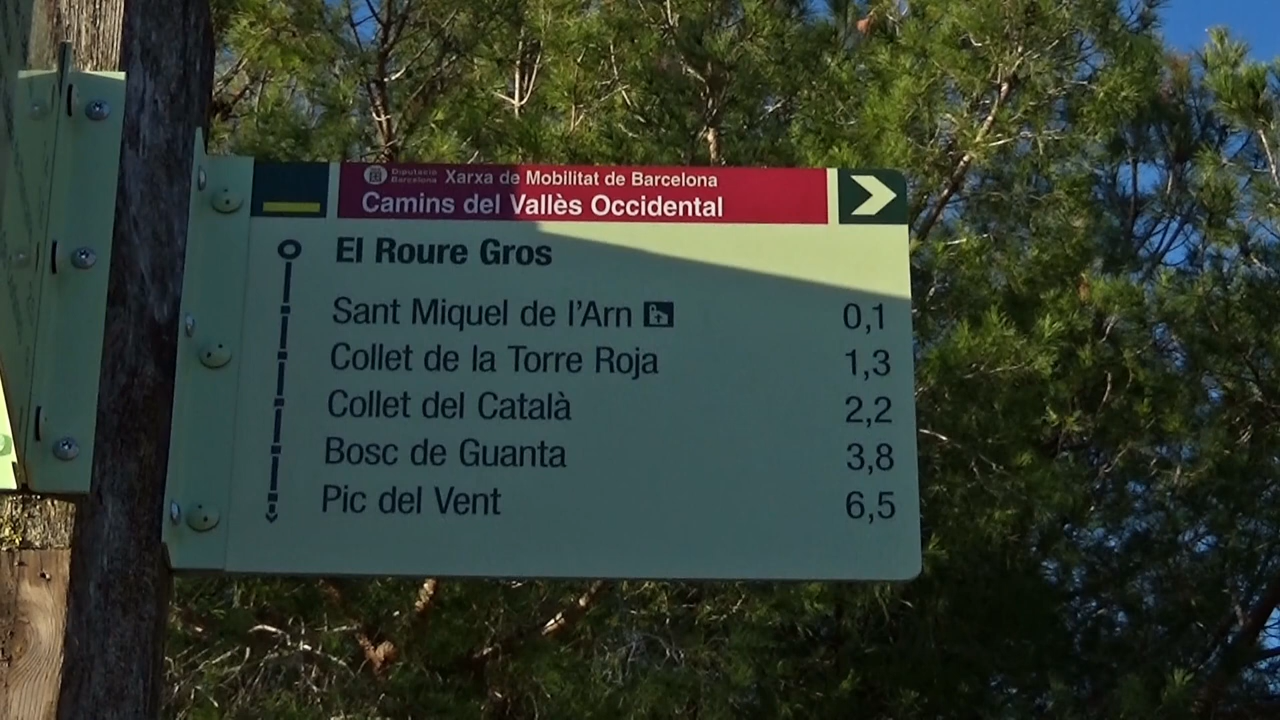 Diputació
Barcelona
Xarxa de Mobilitat de Barcelona
Camins del Vallès Occidental
El Roure Gros
Sant Miquel de l'Arn 0,1
Collet de la Torre Roja 1,3
Collet del Català 2,2
Bosc de Guanta 3,8
Pic del Vent 6,5